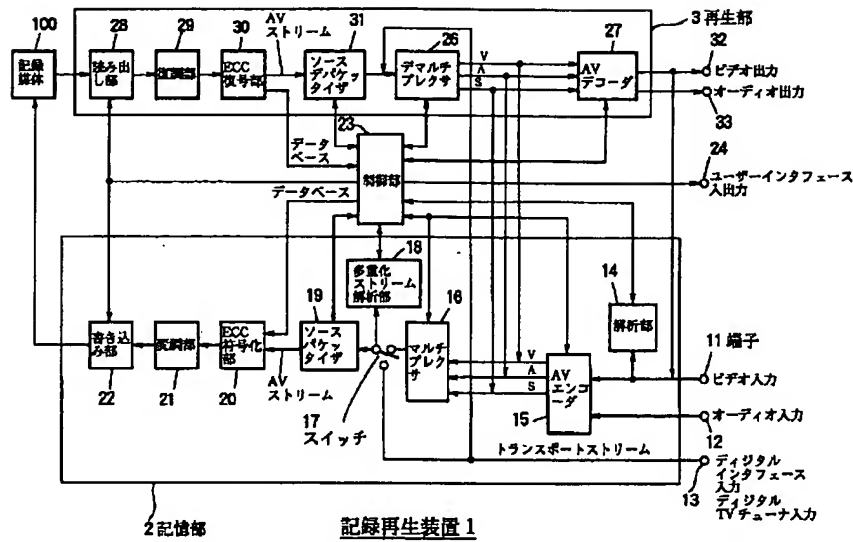 3 再生部
100
記録
媒体
28
読み出
し部
29
復調部
30
ECC
復号部
AV
ストリーム
31
ソース
デパケッ
タイザ
26
デマルチ
プレクサ
V
A
S
27
AV
デコーダ
32
ビデオ出力
オーディオ出力
33
23
制御部
データ
ベース
データベース
24
ユーザーインタフェース
入出力
18
多重化
ストリーム
解析部
14
解析部
19
ソース
パケッ
タイザ
16
マルチ
プレク
サ
V
A
S
AV
エンコ
ーダ
15
11 端子
ビデオ入力
オーディオ入力
12
書き込
み部
22
変調部
21
ECC
符号化
部
20
AV
ストリーム
17
スイッチ
トランスポートストリーム
13
ディジタル
インタフェース
入力
ディジタル
TVチューナ入力
2 記憶部
記録再生装置 1